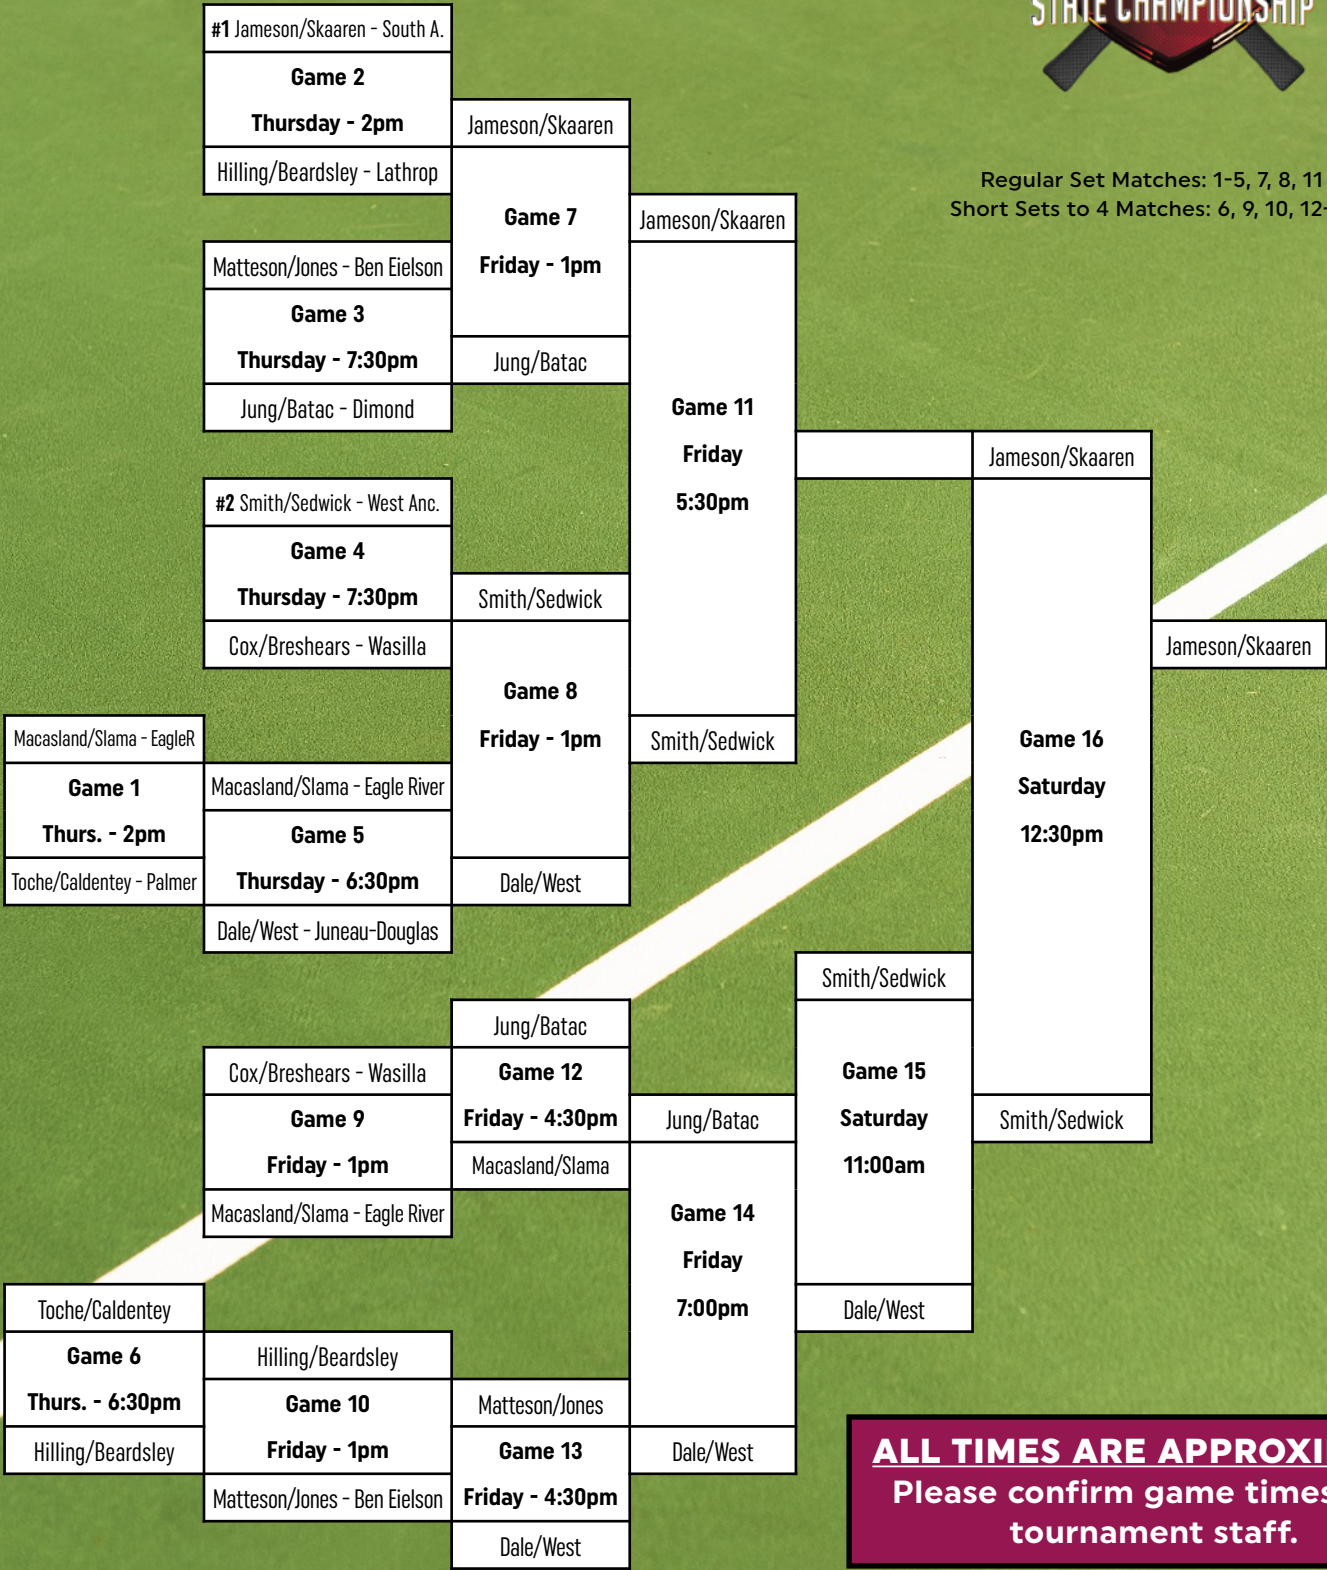 STATE CHAMPIONSHIP
Regular Set Matches: 1-5, 7, 8, 11
Short Sets to 4 Matches: 6, 9, 10, 12-
#1 Jameson/Skaaren - South A.
Game 2
Thursday - 2pm
Hilling/Beardsley - Lathrop
Matteson/Jones - Ben Eielson
Game 3
Thursday - 7:30pm
Jung/Batac - Dimond
#2 Smith/Sedwick - West Anc.
Game 4
Thursday - 7:30pm
Cox/Breshears - Wasilla
Macasland/Slama - EagleR
Game 1
Thurs. - 2pm
Toche/Caldentey - Palmer
Macasland/Slama - Eagle River
Game 5
Thursday - 6:30pm
Dale/West - Juneau-Douglas
Jameson/Skaaren
Game 7
Friday - 1pm
Jung/Batac
Smith/Sedwick
Game 8
Friday - 1pm
Dale/West
Jameson/Skaaren
Game 11
Friday
5:30pm
Smith/Sedwick
Jameson/Skaaren
Game 16
Saturday
12:30pm
Smith/Sedwick
Jameson/Skaaren
Cox/Breshears - Wasilla
Game 9
Friday - 1pm
Macasland/Slama - Eagle River
Toche/Caldentey
Game 6
Thurs. - 6:30pm
Hilling/Beardsley
Hilling/Beardsley
Game 10
Friday - 1pm
Matteson/Jones - Ben Eielson
Jung/Batac
Game 12
Friday - 4:30pm
Macasland/Slama
Matteson/Jones
Game 13
Friday - 4:30pm
Dale/West
Jung/Batac
Game 14
Friday
7:00pm
Dale/West
Smith/Sedwick
Game 15
Saturday
11:00am
Dale/West
ALL TIMES ARE APPROXI
Please confirm game times
tournament staff.